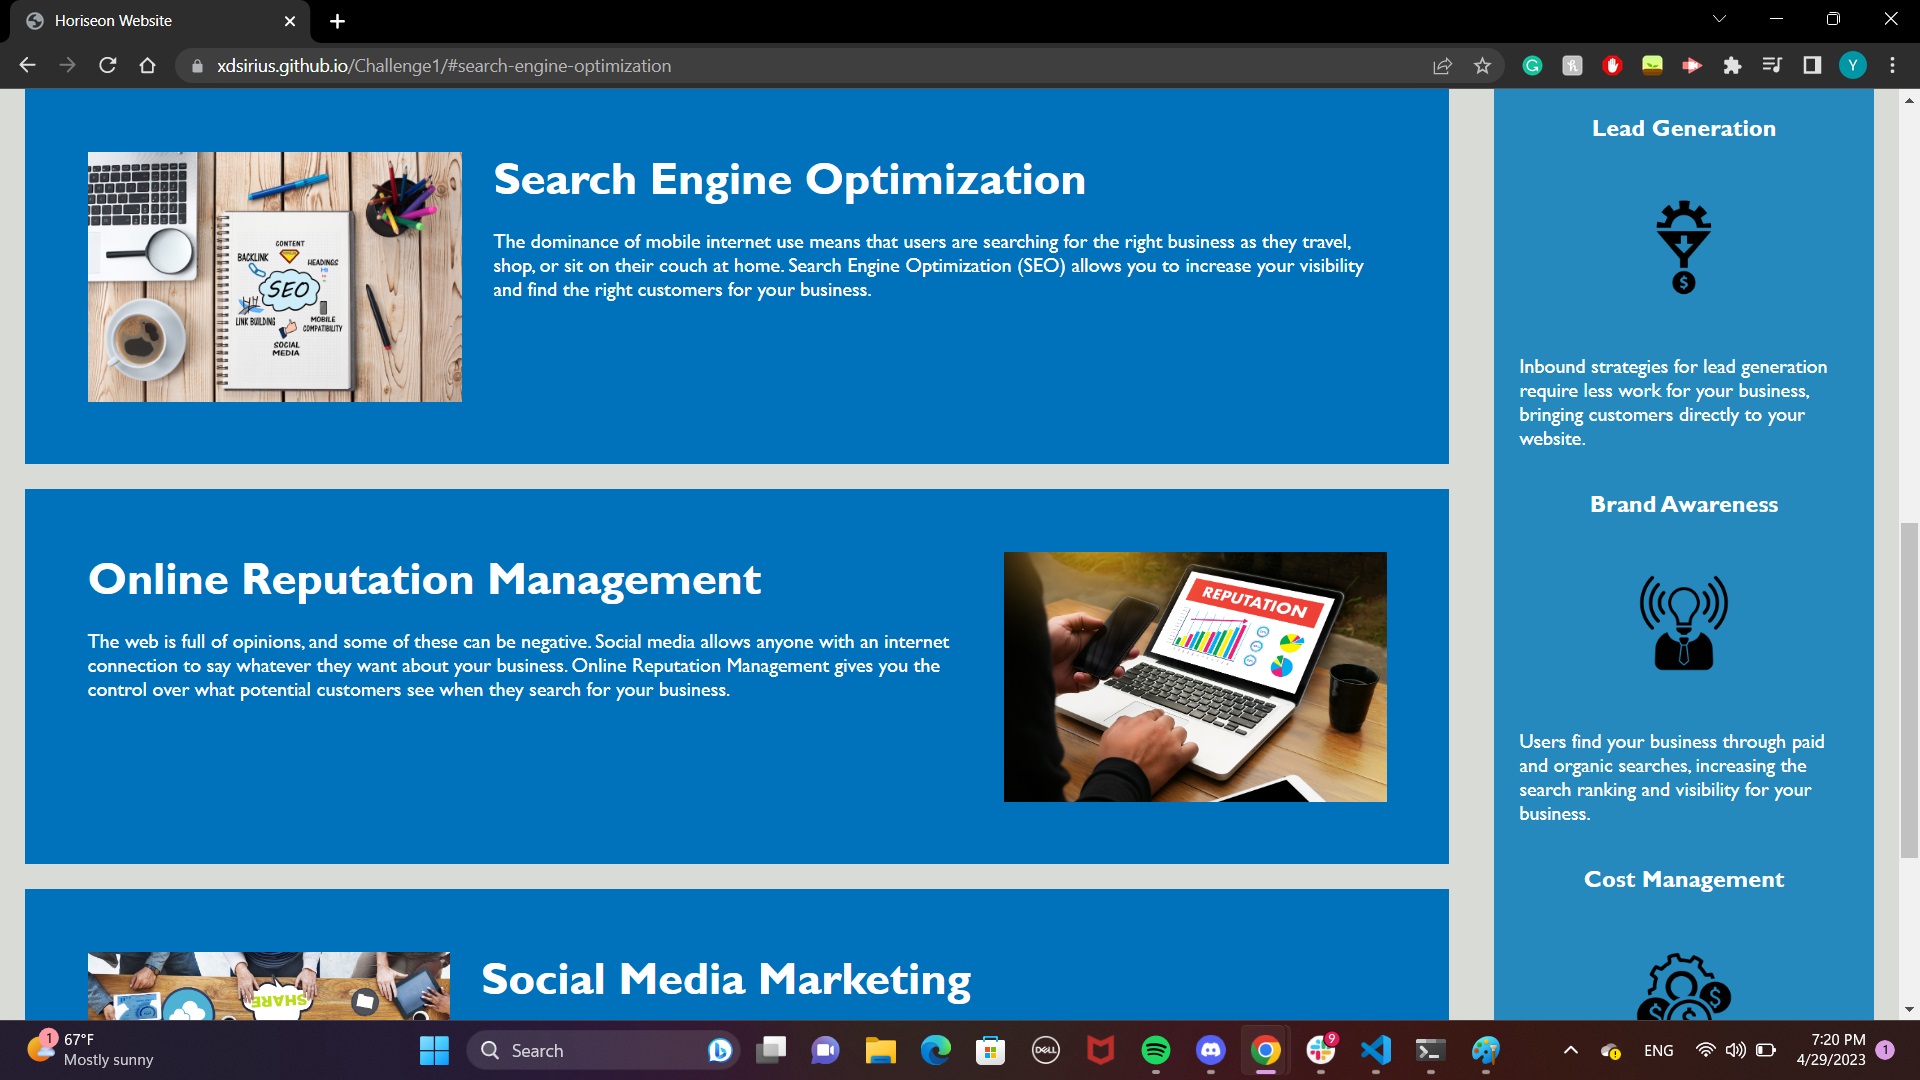 Horiseon Website
xdsirius.github.io/Challenge1/#search-engine-optimization
Y
Search Engine Optimization
The dominance of mobile internet use means that users are searching for the right business as they travel,
shop, or sit on their couch at home. Search Engine Optimization (SEO) allows you to increase your visibility
and find the right customers for your business.
CONTENT
BACKLINK
HEADINGS
SEO
LINK BUILDING
MOBILE
COMPATIBILITY
SOCIAL
MEDIA
Online Reputation Management
The web is full of opinions, and some of these can be negative. Social media allows anyone with an internet
connection to say whatever they want about your business. Online Reputation Management gives you the
control over what potential customers see when they search for your business.
REPUTATION
Social Media Marketing
SHARE
Lead Generation
$
Inbound strategies for lead generation
require less work for your business,
bringing customers directly to your
website.
Brand Awareness
Users find your business through paid
and organic searches, increasing the
search ranking and visibility for your
business.
Cost Management
$ $
1
67°F
Mostly sunny
Search
DELL
9
ENG
7:20 PM
4/29/2023
1